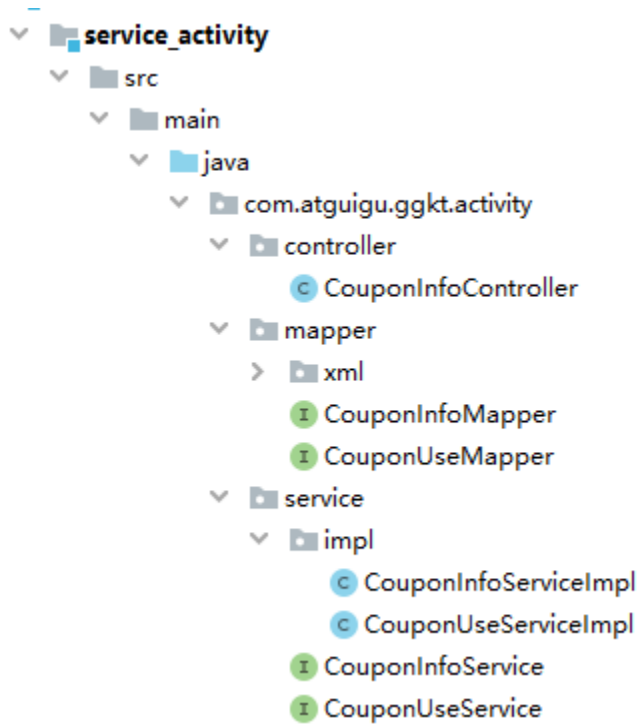 service_activity
src
main
java
com.atguigu.ggkt.activity
controller
C CouponInfoController
mapper
xml
I CouponInfoMapper
I CouponUseMapper
service
impl
C CouponInfoServiceImpl
C CouponUseServiceImpl
I CouponInfoService
I CouponUseService